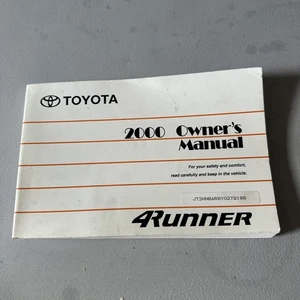 TOYOTA
2000 Owner's
Manual
For your safety and comfort,
read carefully and keep in the vehicle.
4RUNNER